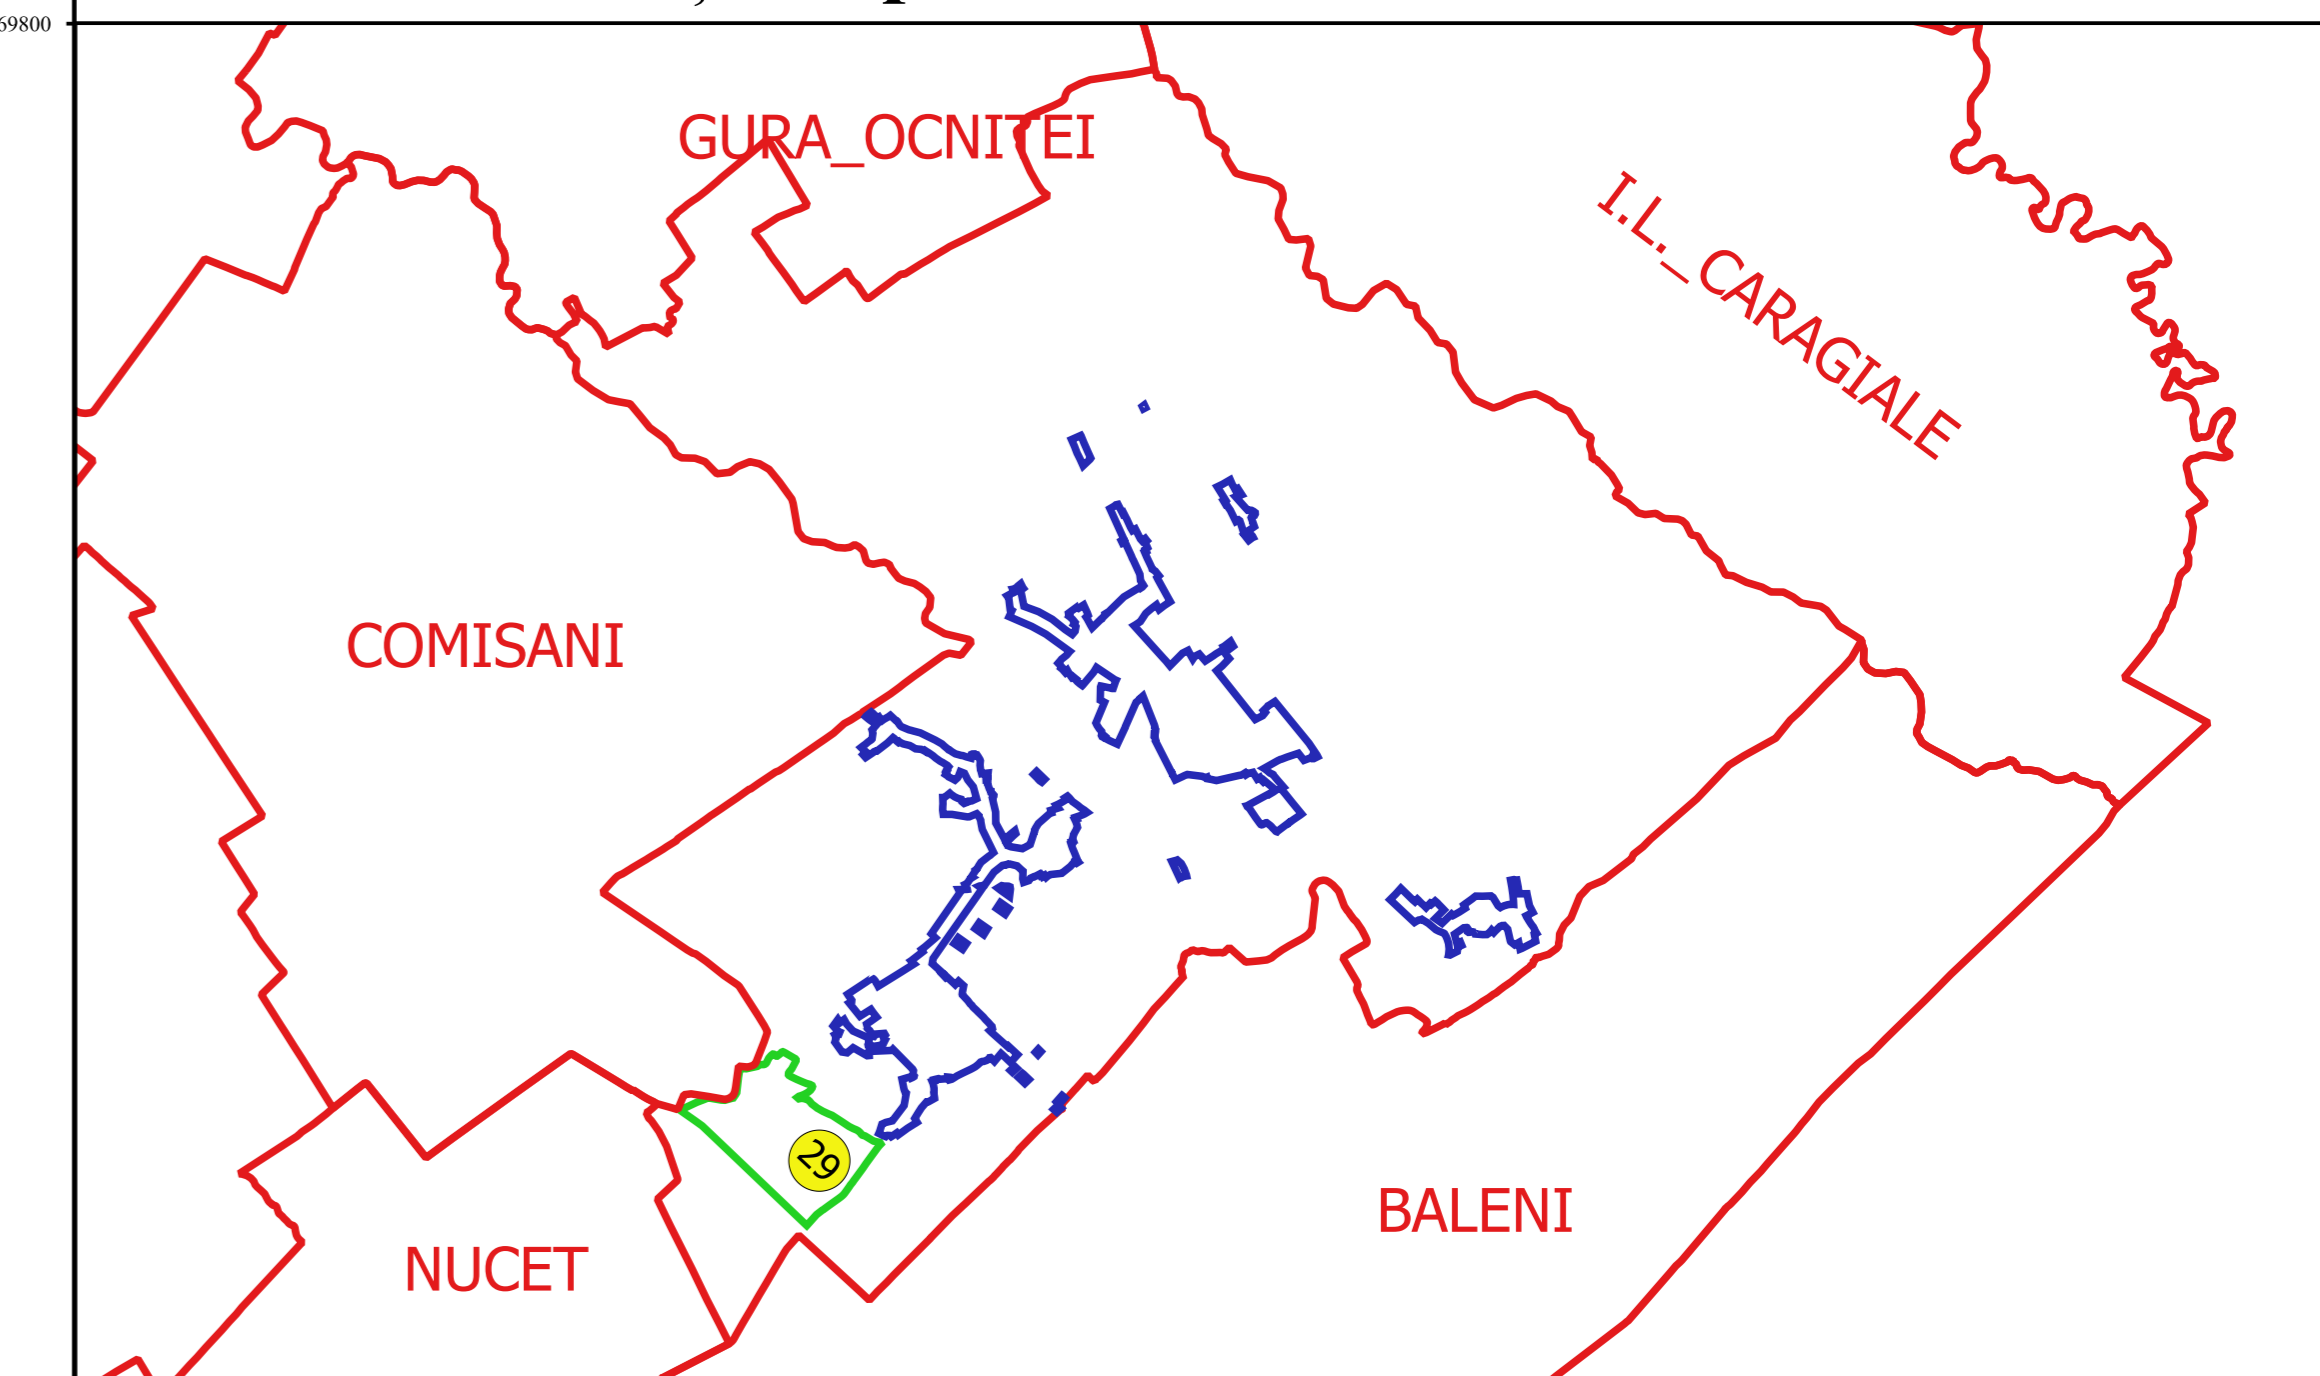 69800
GURA_OCNITEI
I.L._CARAGIALE
COMISANI
29
BALENI
NUCET